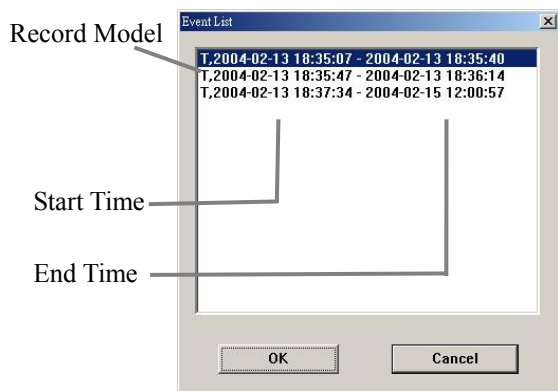 Event List
Record Model
T,2004-02-13 18:35:07 - 2004-02-13 18:35:40
T,2004-02-13 18:35:47 - 2004-02-13 18:36:14
T,2004-02-13 18:37:34 - 2004-02-15 12:00:57
Start Time
End Time
OK
Cancel